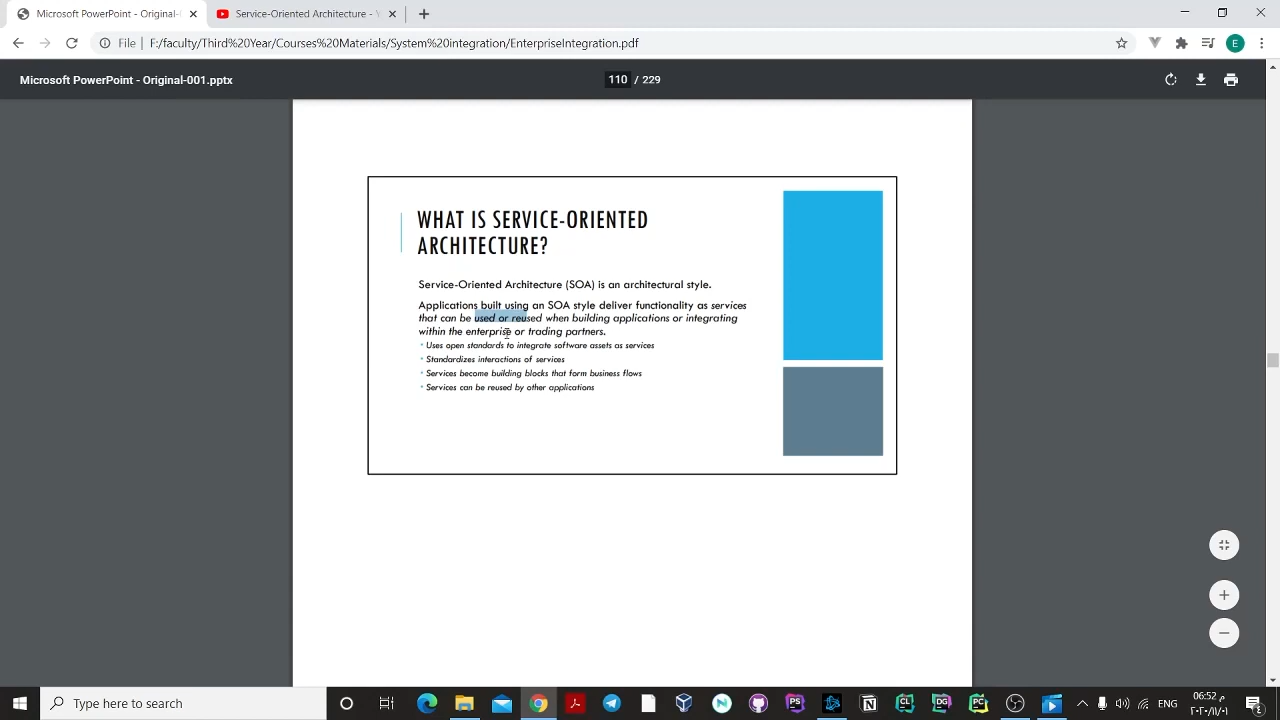 Microsoft PowerPoint - Original-
Service-Oriented Architecture - Y
File
F:/faculty/Third%20Year/Courses%20Materials/System%20integration/EnterpriseIntegration.pdf
E
Microsoft PowerPoint - Original-001.pptx
110 / 229
WHAT IS SERVICE-ORIENTED
ARCHITECTURE?
Service-Oriented Architecture (SOA) is an architectural style.
Applications built using an SOA style deliver functionality as services
that can be used or reused when building applications or integrating
within the enterprise or trading partners.
• Uses open standards to integrate software assets as services
• Standardizes interactions of services
• Services become building blocks that form business flows
• Services can be reused by other applications
Type here to search
N
PS
CL
DG
PC
ENG
06:52
2